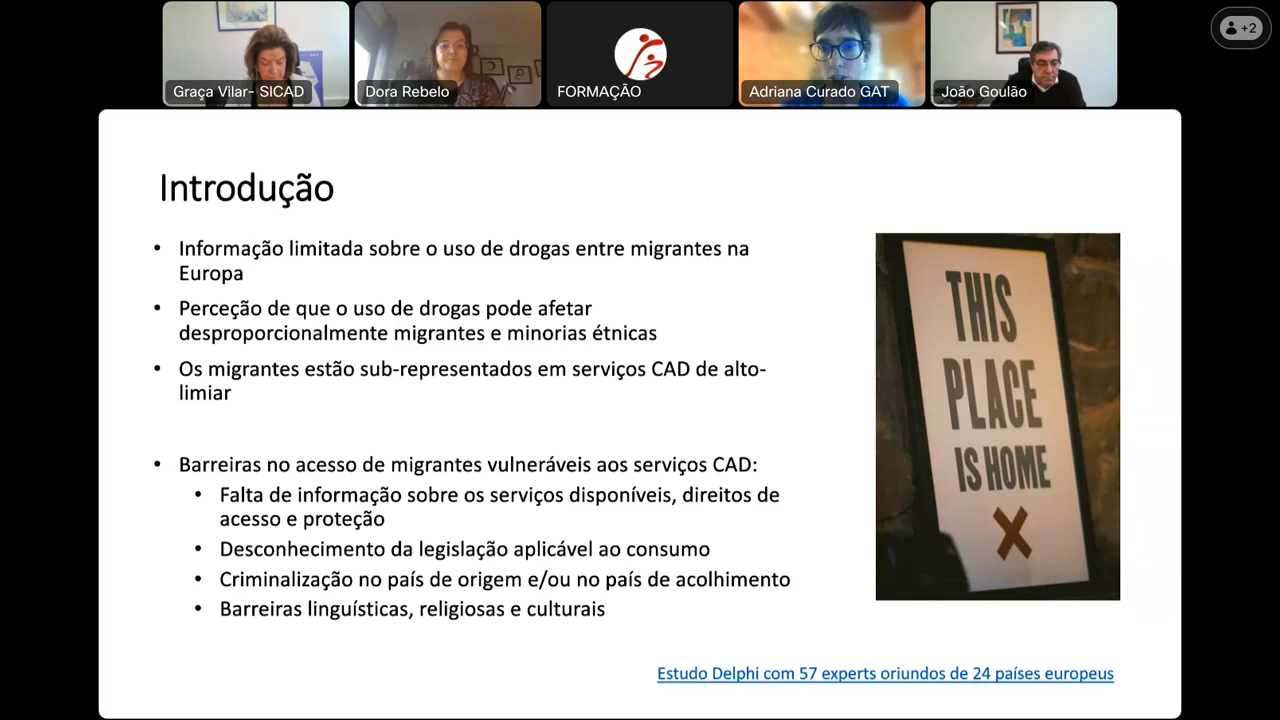 Graça Vilar- SICAD
Dora Rebelo
FORMAÇÃO
Adriana Curado GAT
João Goulão
+2
Introdução
• Informação limitada sobre o uso de drogas entre migrantes na
Europa
• Perceção de que o uso de drogas pode afetar
desproporcionalmente migrantes e minorias étnicas
• Os migrantes estão sub-representados em serviços CAD de alto-
limiar
• Barreiras no acesso de migrantes vulneráveis aos serviços CAD:
• Falta de informação sobre os serviços disponíveis, direitos de
acesso e proteção
• Desconhecimento da legislação aplicável ao consumo
• Criminalização no país de origem e/ou no país de acolhimento
• Barreiras linguísticas, religiosas e culturais
THIS
PLACE
IS HOME
X
Estudo Delphi com 57 experts oriundos de 24 países europeus